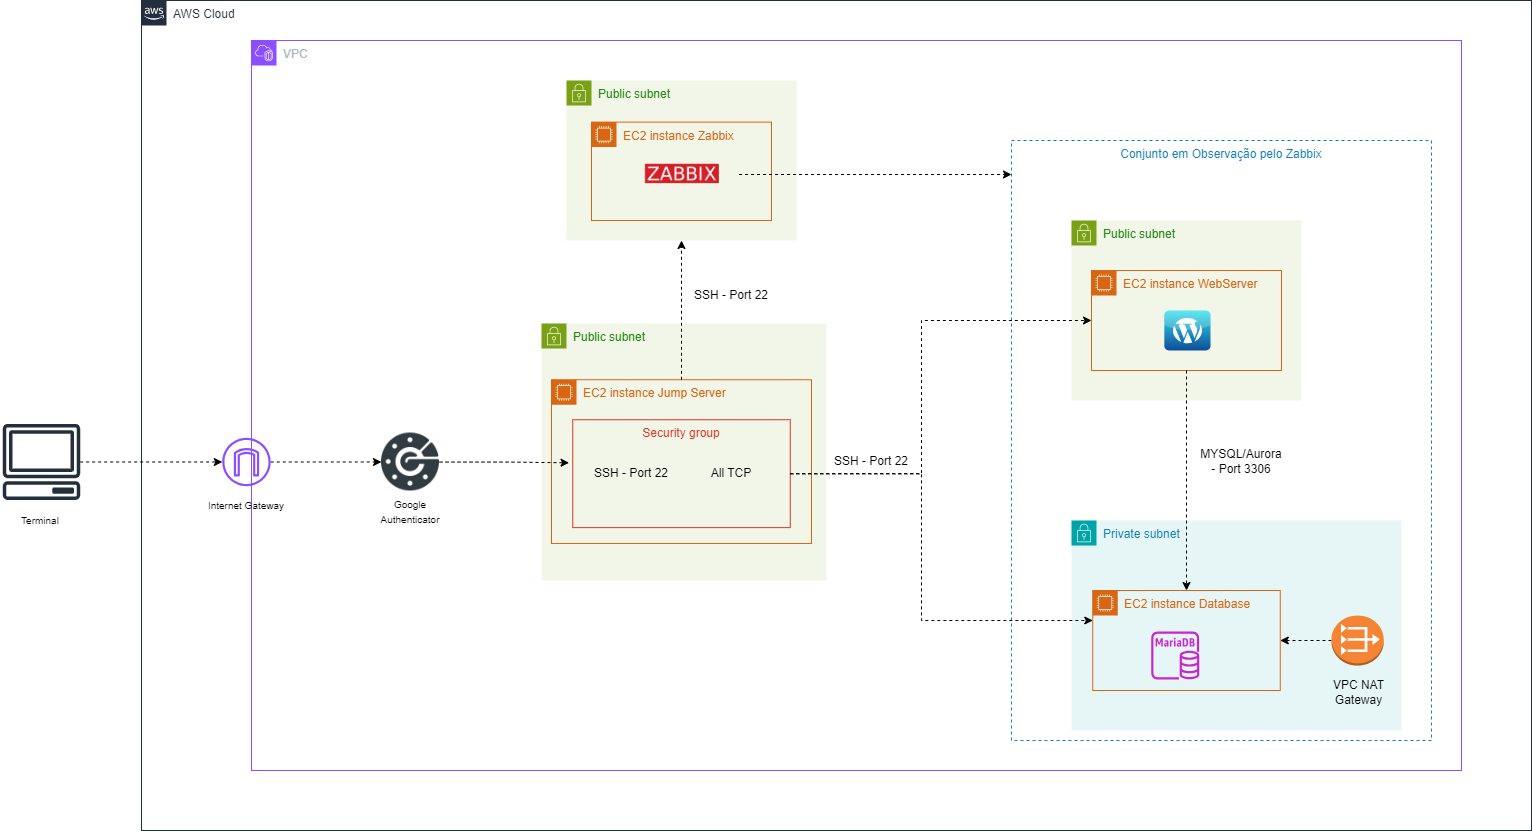 aws
AWS Cloud
VPC
Public subnet
EC2 instance Zabbix
ZABBIX
Conjunto em Observação pelo Zabbix
Public subnet
EC2 instance WebServer
SSH - Port 22
Public subnet
EC2 instance Jump Server
Security group
SSH - Port 22
All TCP
SSH - Port 22
MYSQL/Aurora
- Port 3306
Terminal
Internet Gateway
Google
Authenticator
Private subnet
EC2 instance Database
MariaDB
VPC NAT
Gateway